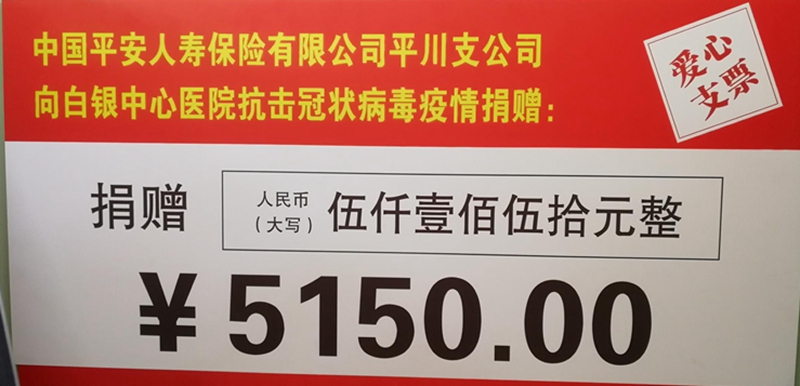 中国平安人寿保险有限公司平川支公司
向白银中心医院抗击冠状病毒疫情捐赠：
爱心
支票
捐赠
人民币
（大写）
伍仟壹佰伍拾元整
￥5150.00